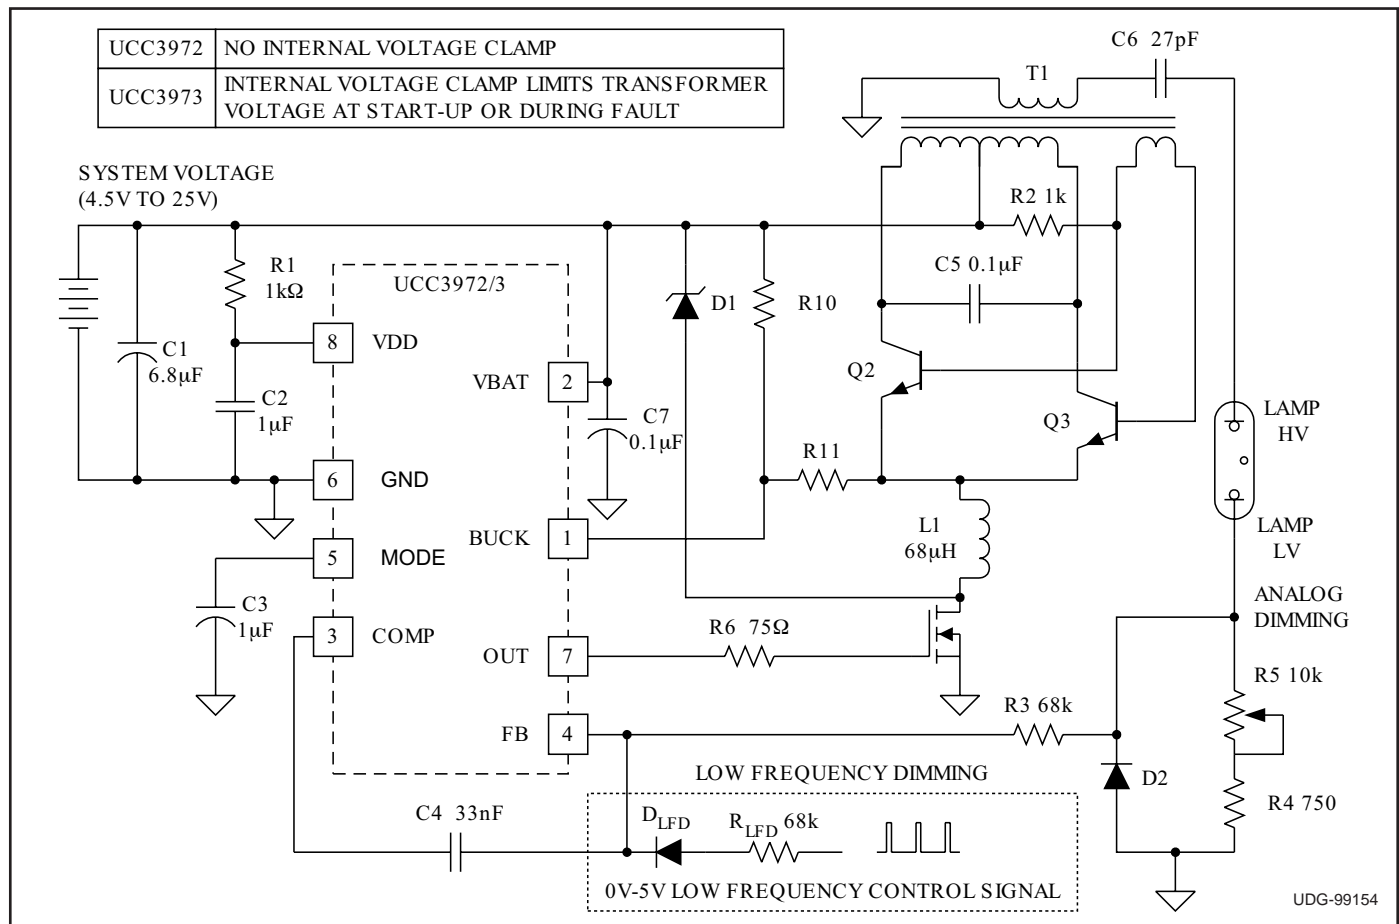 UCC3972 NO INTERNAL VOLTAGE CLAMP
UCC3973 INTERNAL VOLTAGE CLAMP LIMITS TRANSFORMER
VOLTAGE AT START-UP OR DURING FAULT
C6 27pF
T1
SYSTEM VOLTAGE
(4.5V TO 25V)
R2 1k
R1
1kΩ
UCC3972/3
C5 0.1µF
D1
R10
C1
6.8µF
8 VDD
VBAT 2
Q2
C2
1µF
C7
0.1µF
Q3
LAMP
HV
R11
6 GND
L1
68µH
BUCK 1
LAMP
LV
5 MODE
C3
1µF
ANALOG
DIMMING
3 COMP
R6 75Ω
OUT 7
R5 10k
R3 68k
FB 4
LOW FREQUENCY DIMMING
D2
R4 750
C4 33nF
DLFD
RLFD 68k
0V-5V LOW FREQUENCY CONTROL SIGNAL
UDG-99154